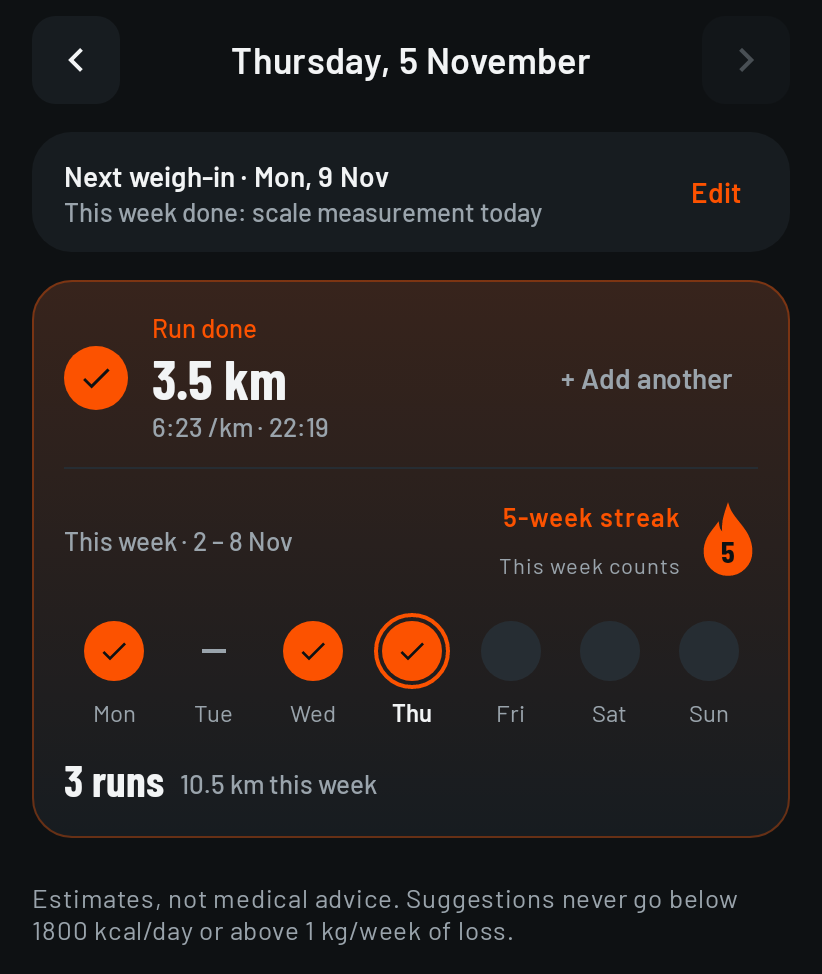 Thursday, 5 November
Next weigh-in · Mon, 9 Nov
This week done: scale measurement today
Edit
Run done
3.5 km
6:23 /km · 22:19
+ Add another
This week · 2 – 8 Nov
5-week streak
This week counts
5
Mon
Tue
Wed
Thu
Fri
Sat
Sun
3 runs 10.5 km this week
Estimates, not medical advice. Suggestions never go below
1800 kcal/day or above 1 kg/week of loss.